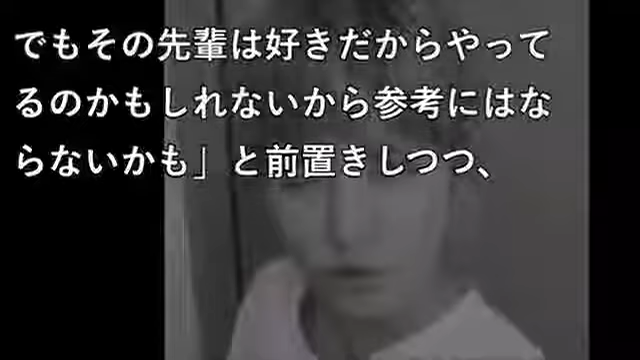 でもその先輩は好きだからやって
るのかもしれないから参考にはな
らないかも」と前置きしつつ、